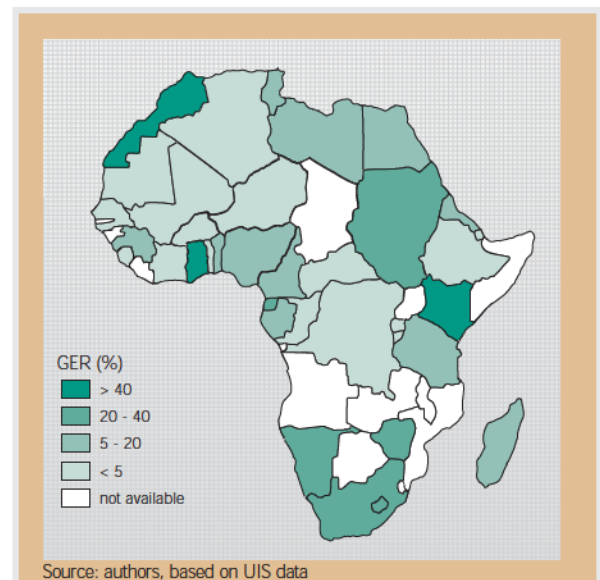 GER (%)
> 40
20 - 40
5 - 20
< 5
not available
Source: authors, based on UIS data